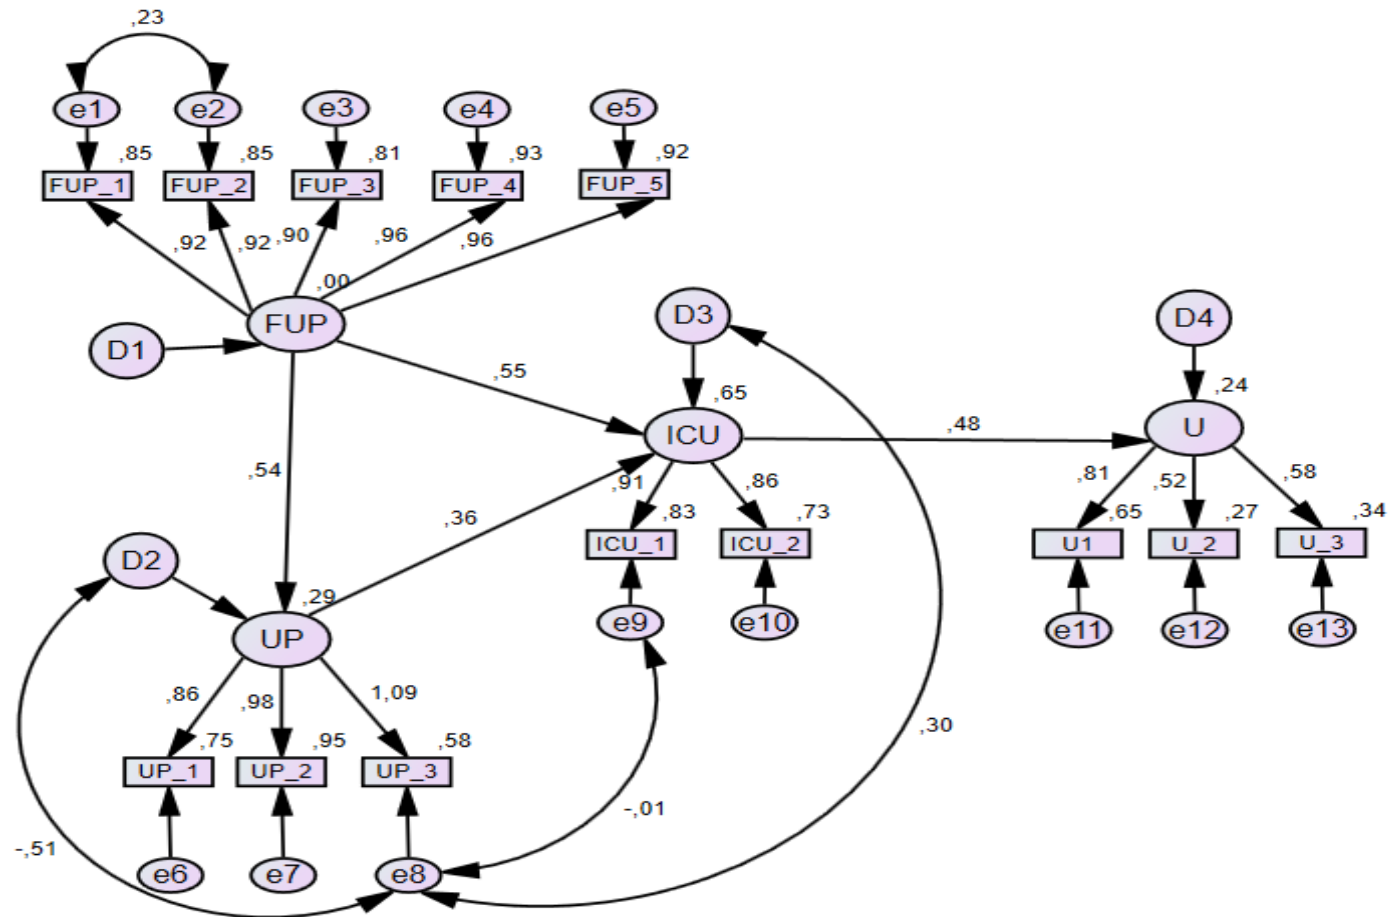 ,23
e1 e2 e3 e4 e5
,85 ,85 ,81 ,93 ,92
FUP_1 FUP_2 FUP_3 FUP_4 FUP_5
,92 ,92 ,90 ,96 ,96
,00
FUP
D1
D3
D4
,55
,65
,24
ICU
,48
U
,54
,36
,91 ,86
,83 ,73
ICU_1 ICU_2
e9 e10
,81 ,52 ,58
,65 ,27 ,34
U1 U_2 U_3
e11 e12 e13
D2
,29
UP
,86 ,98 1,09
,75 ,95 ,58
UP_1 UP_2 UP_3
e6 e7 e8
-,51
-,01
,30